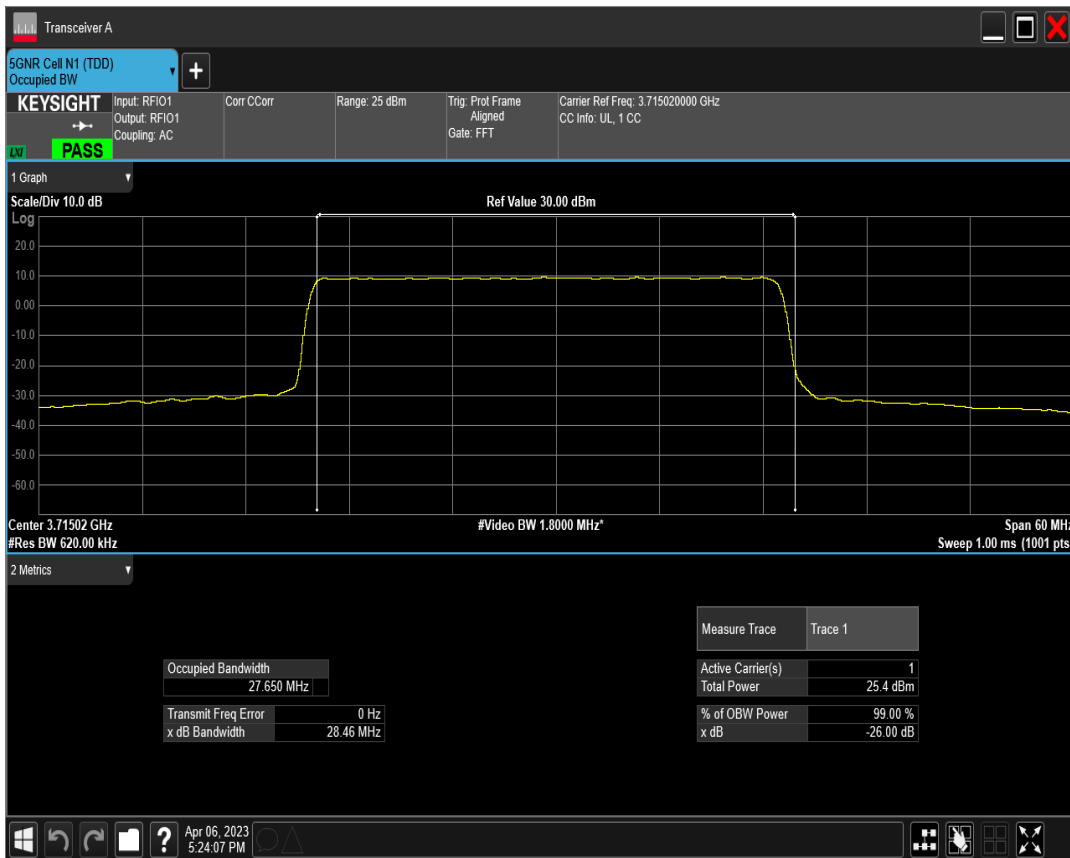 Transceiver A
5GNR Cell N1 (TDD)
Occupied BW
KEYSIGHT
LXI
PASS
Input: RFIO1
Output: RFIO1
Coupling: AC
Corr CCorr
Range: 25 dBm
Trig: Prot Frame
Aligned
Gate: FFT
Carrier Ref Freq: 3.715020000 GHz
CC Info: UL, 1 CC
1 Graph
Scale/Div 10.0 dB
Ref Value 30.00 dBm
Log
20.0
10.0
0.00
-10.0
-20.0
-30.0
-40.0
-50.0
-60.0
Center 3.71502 GHz
#Video BW 1.8000 MHz*
Span 60 MHz
#Res BW 620.00 kHz
Sweep 1.00 ms (1001 pts
2 Metrics
Measure Trace Trace 1
Occupied Bandwidth
27.650 MHz
Active Carrier(s) 1
Total Power 25.4 dBm
Transmit Freq Error 0 Hz
x dB Bandwidth 28.46 MHz
% of OBW Power 99.00 %
x dB -26.00 dB
?
Apr 06, 2023
5:24:07 PM